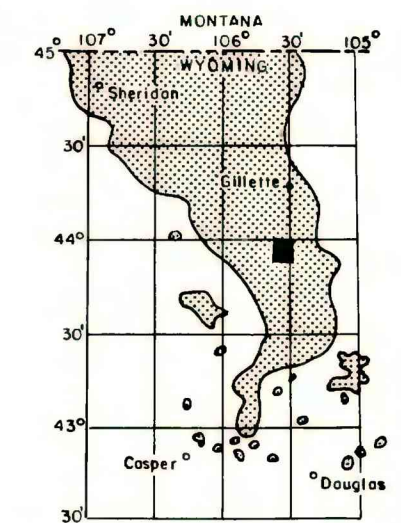 MONTANA
107° 30' 106° 30' 105°
45°
WYOMING
Sheridan
30'
Gillette
44°
30'
43°
Casper
Douglas
30'